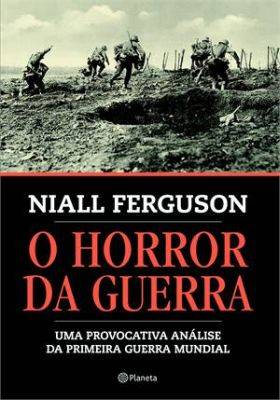 NIALL FERGUSON
O HORROR
DA GUERRA
UMA PROVOCATIVA ANÁLISE
DA PRIMEIRA GUERRA MUNDIAL
Planeta